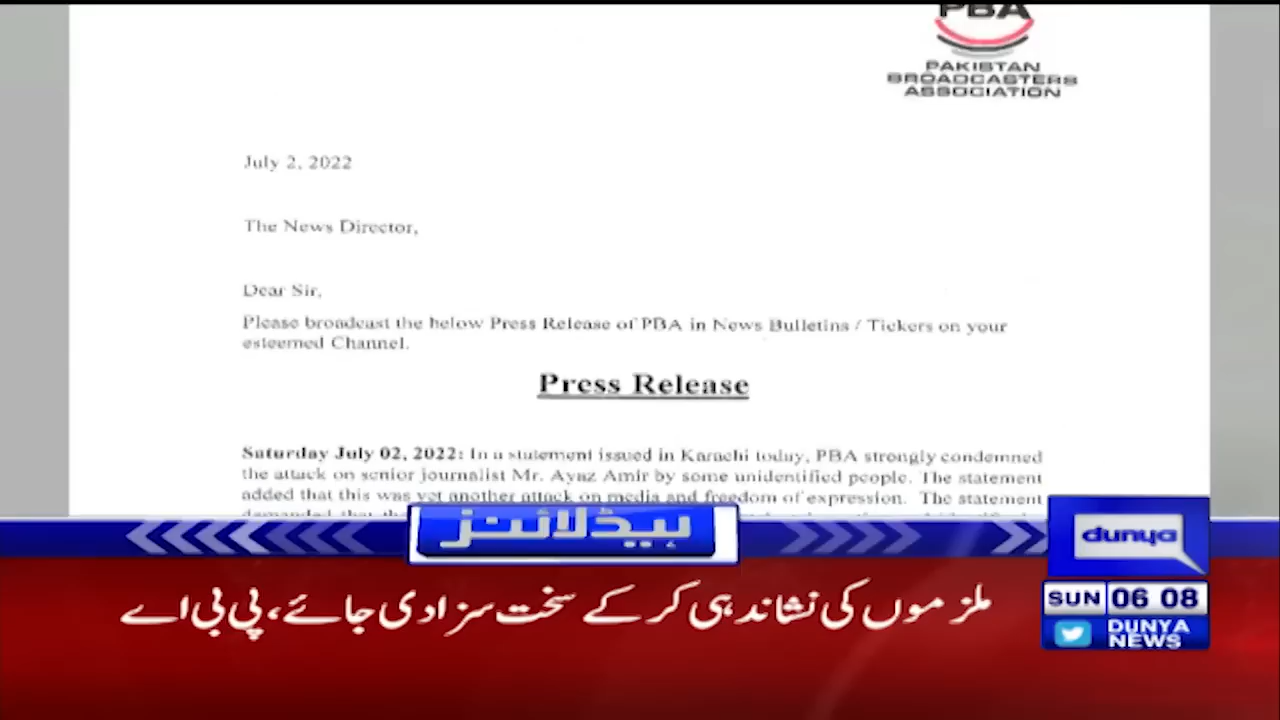 PBA
PAKISTAN
BROADCASTERS
ASSOCIATION
July 2, 2022
The News Director,
Dear Sir,
Please broadcast the below Press Release of PBA in News Bulletins / Tickers on your
esteemed Channel.
Press Release
Saturday July 02, 2022: In a statement issued in Karachi today, PBA strongly condemned
the attack on senior journalist Mr. Ayaz Amir by some unidentified people. The statement
added that this was yet another attack on media and freedom of expression. The statement
demanded that the
ہیڈلائنز
ملزموں کی نشاندہی کر کے سخت سزا دی جائے، پی بی اے
dunya
SUN 06 08
DUNYA
NEWS